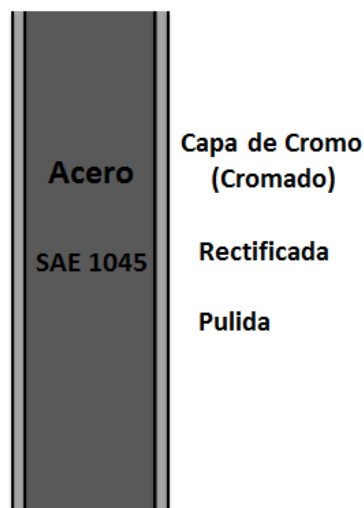 Acero
SAE 1045
Capa de Cromo
(Cromado)
Rectificada
Pulida